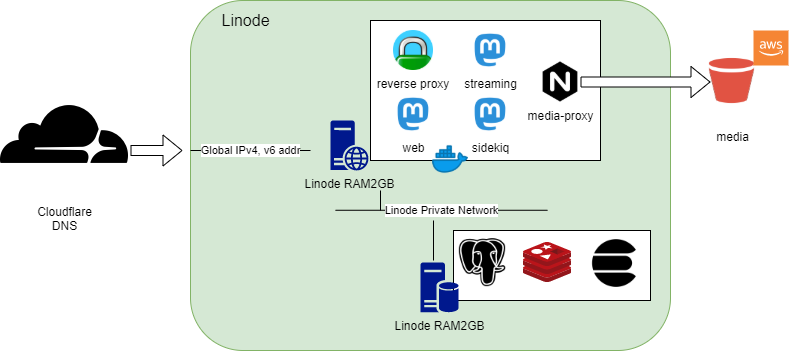 Linode
aws
reverse proxy
streaming
media-proxy
web
sidekiq
media
Global IPv4, v6 addr
Linode RAM2GB
Cloudflare
DNS
Linode Private Network
Linode RAM2GB